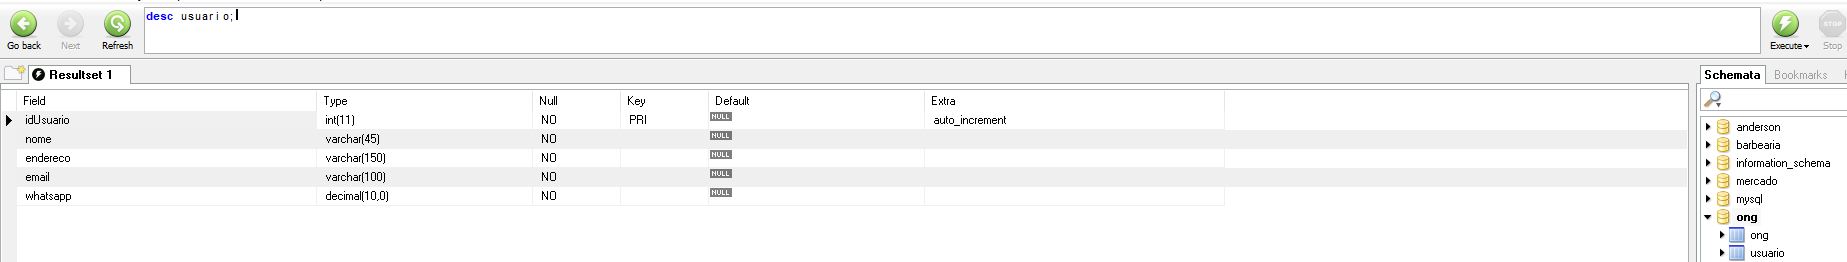 desc usuario;
Go back Next Refresh Execute Stop
Resultset 1
Schemata Bookmarks
Field Type Null Key Default Extra
idUsuario int(11) NO PRI NULL auto_increment
nome varchar(45) NO NULL
endereco varchar(150) NO NULL
email varchar(100) NO NULL
whatsapp decimal(10,0) NO NULL
anderson
barbearia
information_schema
mercado
mysql
ong
ong
usuario